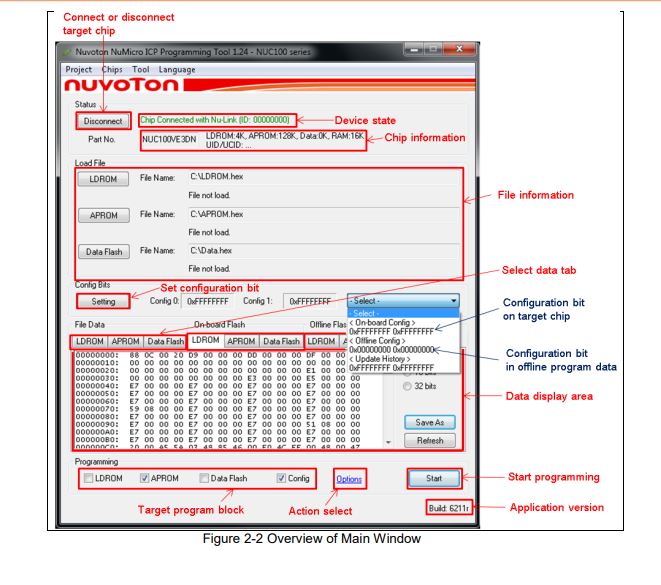 Connect or disconnect
target chip
Nuvoton NuMicro ICP Programming Tool 1.24 - NUC100 series
Project Chips Tool Language
nuvoTon
Status
Disconnect
Chip Connected with Nu-Link (ID: 00000000)
Device state
Part No.
NUC100VE3DN
LDROM:4K, APROM:128K, Data:0K, RAM:16K
UID/UCID: ...
Chip information
Load File
LDROM
File Name:
C:\LDROM.hex
File not load.
File information
APROM
File Name:
C:\APROM.hex
File not load.
Data Flash
File Name:
C:\Data.hex
File not load.
Select data tab
Config Bits
Set configuration bit
Setting
Config 0:
0xFFFFFFFF
Config 1:
0xFFFFFFFF
- Select -
- Select -
< On-board Config >
0xFFFFFFFF 0xFFFFFFFF
< Offline Config >
0x00000000 0x00000000
< Update History >
0xFFFFFFFF 0xFFFFFFFF
Configuration bit
on target chip
Configuration bit
in offline program data
File Data
On-board Flash
Offline Flas
LDROM APROM Data Flash LDROM APROM Data Flash LDROM A
00000000: 88 0C 00 20 D9 00 00 00 DD 00 00 00 DF 00 00 00
00000010: 00 00 00 00 00 00 00 00 00 00 00 00 00 00 00 00
00000020: 00 00 00 00 00 00 00 00 00 00 00 00 E1 00 00 00
00000030: 00 00 00 00 00 00 00 00 E3 00 00 00 E5 00 00 00
00000040: E7 00 00 00 E7 00 00 00 E7 00 00 00 E7 00 00 00
00000050: E7 00 00 00 E7 00 00 00 E7 00 00 00 E7 00 00 00
00000060: E7 00 00 00 E7 00 00 00 E7 00 00 00 E7 00 00 00
00000070: 59 08 00 00 E7 00 00 00 E7 00 00 00 E7 00 00 00
00000080: E7 00 00 00 E7 00 00 00 E7 00 00 00 51 08 00 00
00000090: E7 00 00 00 E7 00 00 00 E7 00 00 00 E7 00 00 00
000000A0: E7 00 00 00 E7 00 00 00 E7 00 00 00 E7 00 00 00
000000B0: E7 00 00 00 E7 00 00 00 E7 00 00 00 E7 00 00 00
32 bits
Data display area
Save As
Refresh
Programming
LDROM
APROM
Data Flash
Config
Options
Start
Start programming
Target program block
Action select
Build: 6211r
Application version
Figure 2-2 Overview of Main Window